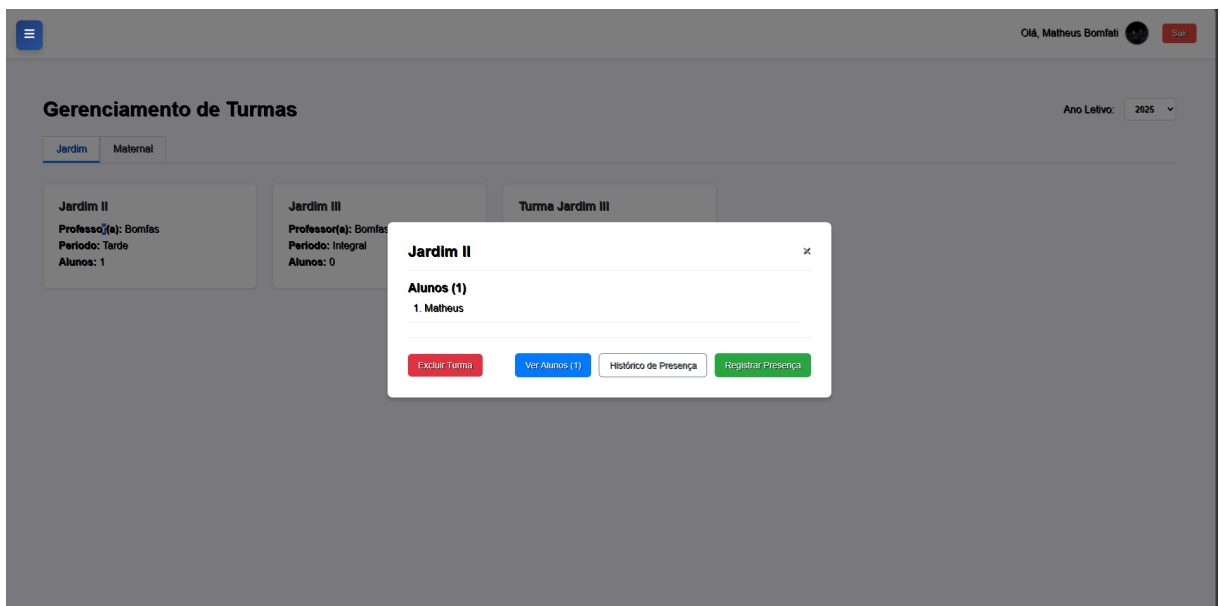 Olá, Matheus Bomfati
Sair
Gerenciamento de Turmas
Ano Letivo: 2025
Jardim Maternal
Jardim II
Professor(a): Bomfas
Periodo: Tarde
Alunos: 1
Jardim III
Professor(a): Bomfas
Periodo: Integral
Alunos: 0
Turma Jardim III
Jardim II
×
Alunos (1)
1. Matheus
Excluir Turma
Ver Alunos (1)
Histórico de Presença
Registrar Presença